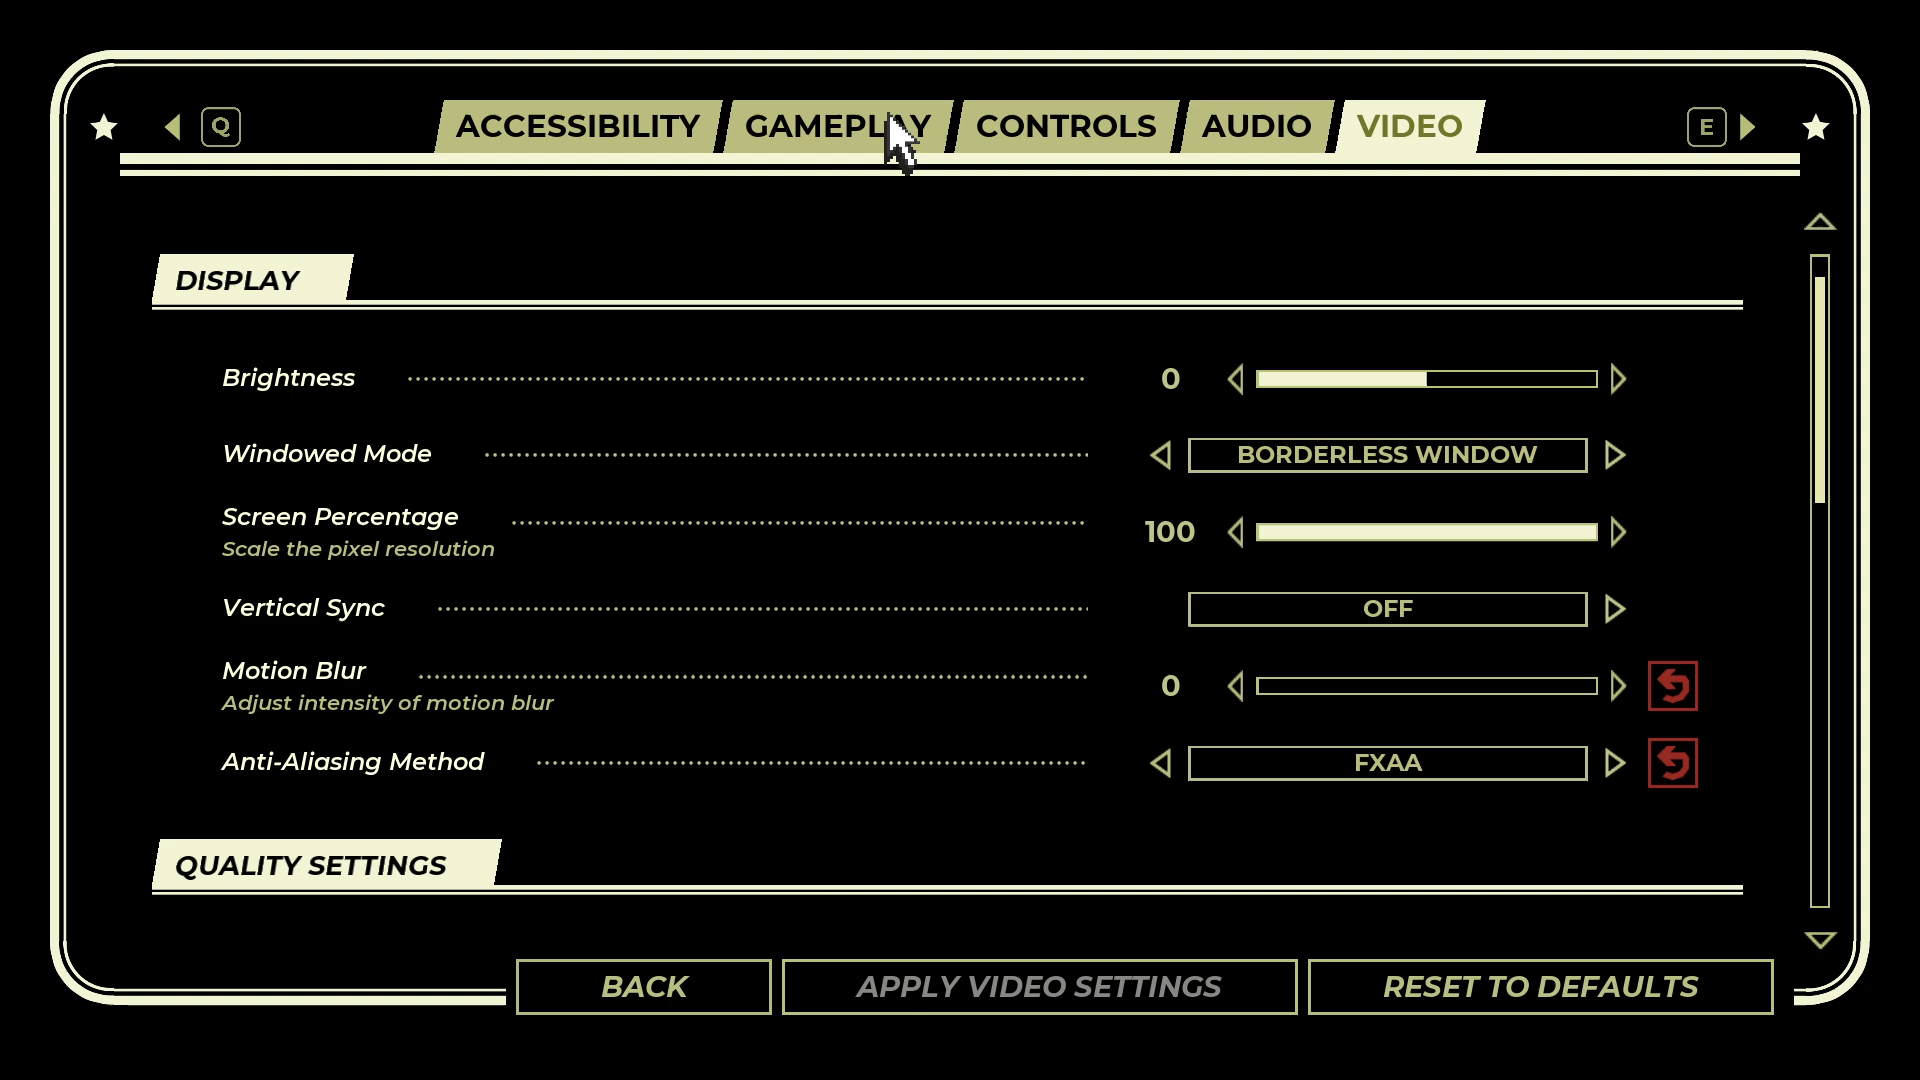 Q ACCESSIBILITY GAMEPLAY CONTROLS AUDIO VIDEO E
DISPLAY
Brightness 0
Windowed Mode BORDERLESS WINDOW
Screen Percentage 100
Scale the pixel resolution
Vertical Sync OFF
Motion Blur 0
Adjust intensity of motion blur
Anti-Aliasing Method FXAA
QUALITY SETTINGS
BACK APPLY VIDEO SETTINGS RESET TO DEFAULTS